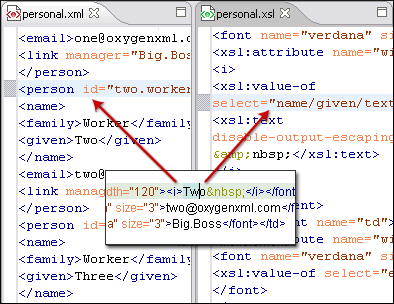 personal.xml
<email>one@oxygenxml.com
<link manager="Big.Boss
</person>
<person id="two.worker
<name>
<family>Worker</family>
<given>Two</given>
</name>
<email>two@
<link manag
</person>
<person
<name>
<family>Worker</family>
<given>Three</given>
personal.xsl
<font name="verdana" si
<xsl:attribute name="wi
<i>
<xsl:value-of
select="name/given/text
<xsl:text
disable-output-escaping
&amp;nbsp;</xsl:text>
</i>
name="td">
name="wid
<font name="verdana" si
<xsl:value-of select="e
</font>
dth="120"><i>Two&nbsp;</i></font
a" size="3">two@oxygenxml.com</f
a" size="3">Big.Boss</font></td>